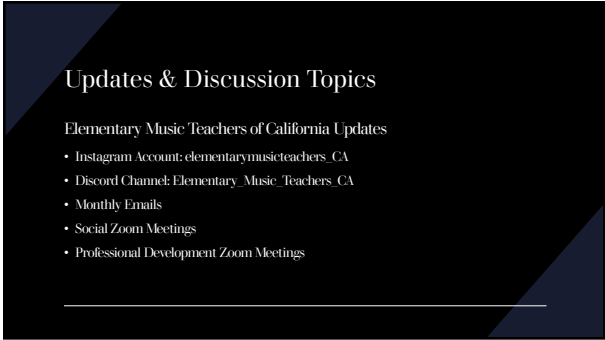 Updates & Discussion Topics
Elementary Music Teachers of California Updates
• Instagram Account: elementarymusicteachers_CA
• Discord Channel: Elementary_Music_Teachers_CA
• Monthly Emails
• Social Zoom Meetings
• Professional Development Zoom Meetings